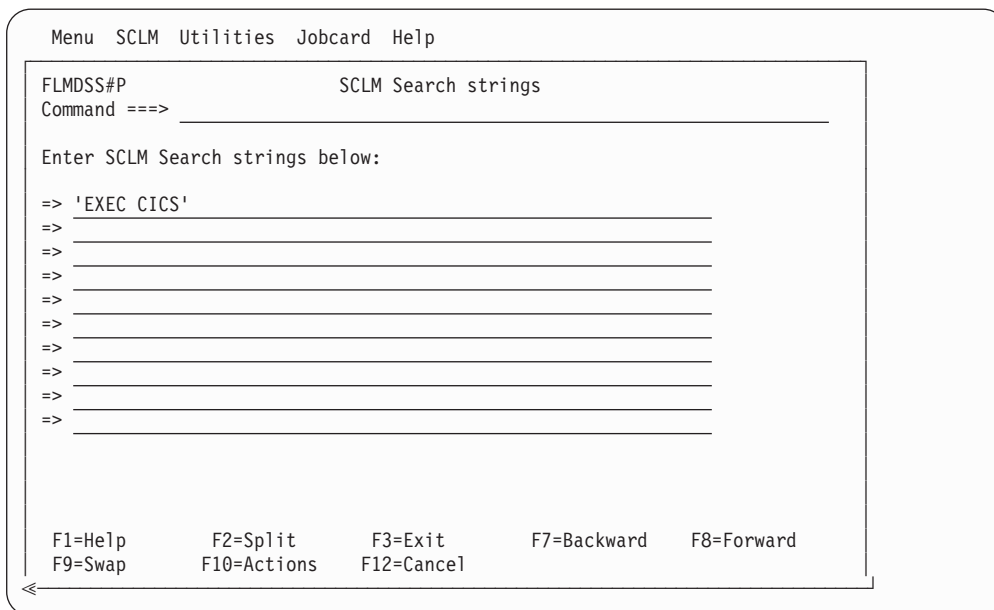 Menu SCLM Utilities Jobcard Help
FLMDSS#P SCLM Search strings
Command ===>
Enter SCLM Search strings below:
=> 'EXEC CICS'
=>
=>
=>
=>
=>
=>
=>
=>
=>
F1=Help F2=Split F3=Exit F7=Backward F8=Forward
F9=Swap F10=Actions F12=Cancel